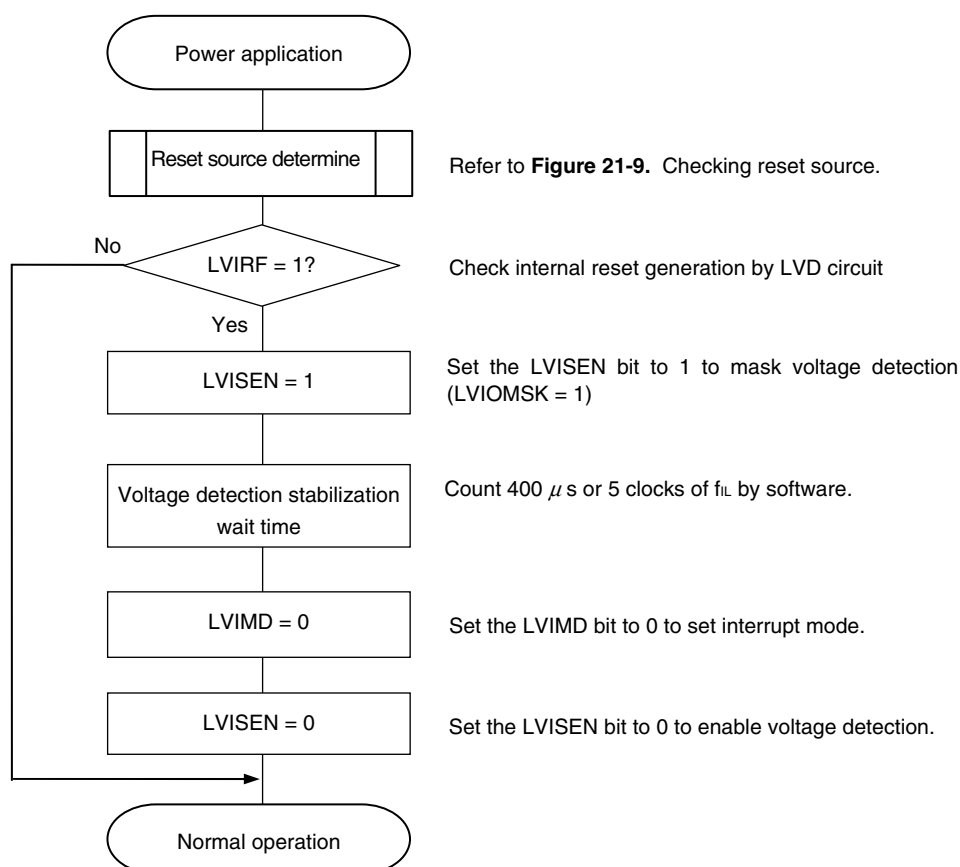 Power application
Reset source determine
Refer to Figure 21-9. Checking reset source.
No
LVIRF = 1?
Check internal reset generation by LVD circuit
Yes
LVISEN = 1
Set the LVISEN bit to 1 to mask voltage detection
(LVIOMSK = 1)
Voltage detection stabilization
wait time
Count 400 μ s or 5 clocks of fIL by software.
LVIMD = 0
Set the LVIMD bit to 0 to set interrupt mode.
LVISEN = 0
Set the LVISEN bit to 0 to enable voltage detection.
Normal operation